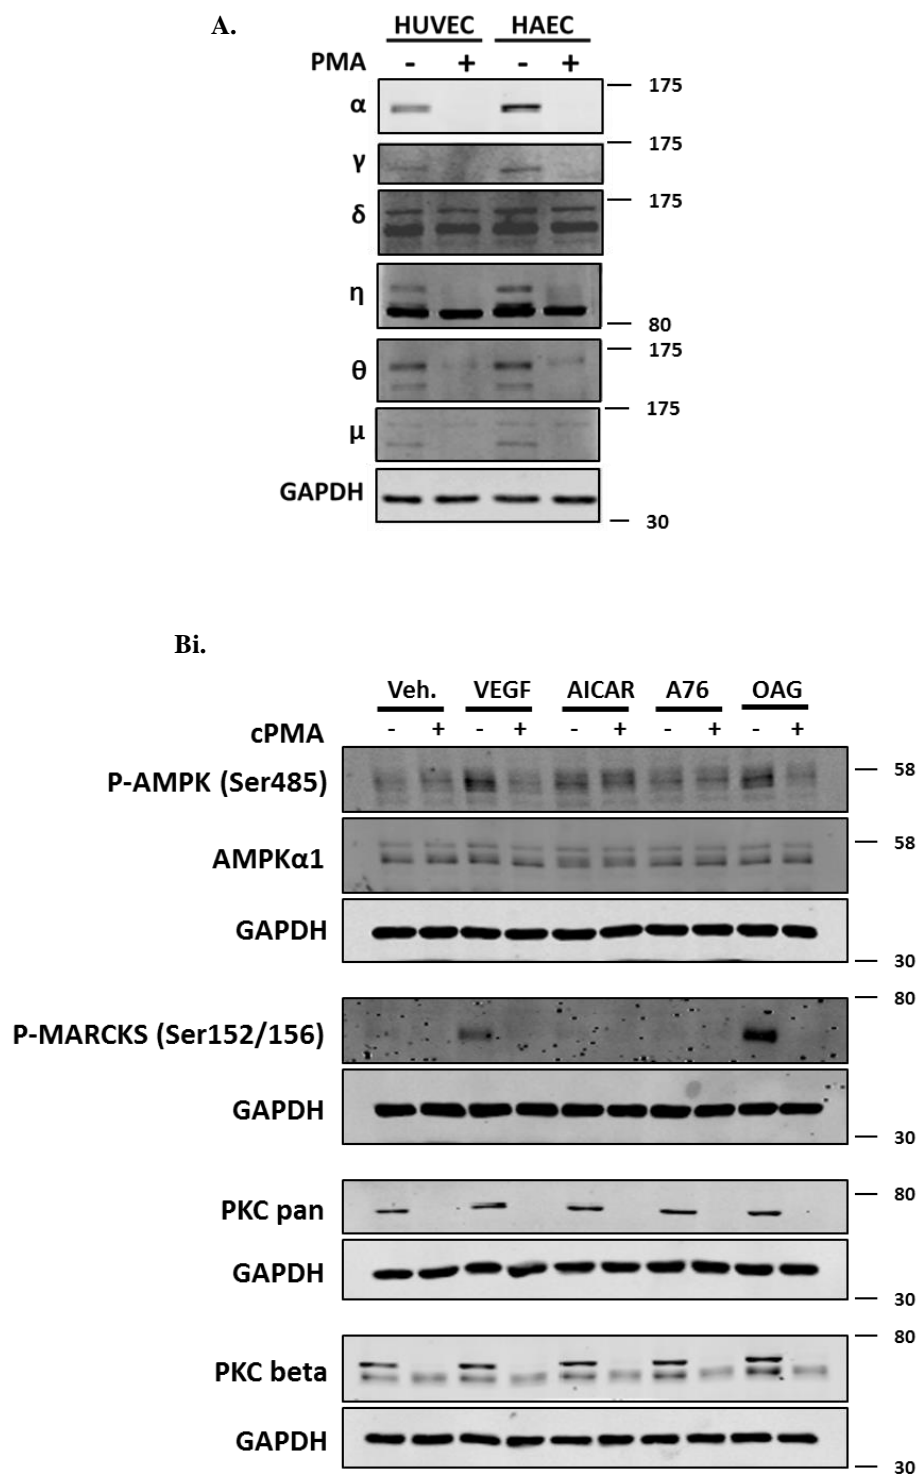 A.
HUVEC HAEC
PMA - + - +
α 175
γ 175
δ 175
η 80
θ 175
μ 175
GAPDH 30
Bi.
Veh. VEGF AICAR A76 OAG
cPMA - + - + - + - + - +
P-AMPK (Ser485) 58
AMPKα1 58
GAPDH 30
P-MARCKS (Ser152/156) 80
GAPDH 30
PKC pan 80
GAPDH 30
PKC beta 80
GAPDH 30